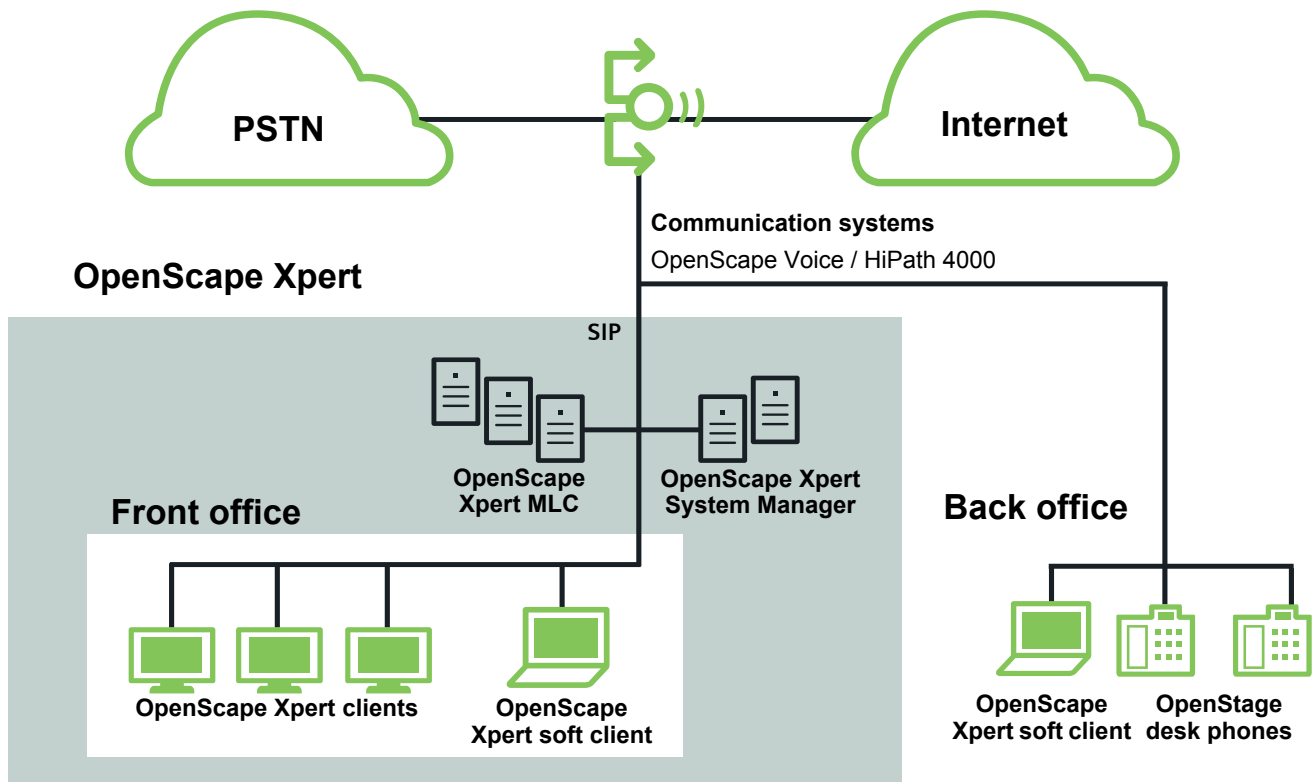 PSTN
Internet
Communication systems
OpenScape Voice / HiPath 4000
OpenScape Xpert
SIP
OpenScape
Xpert MLC
OpenScape Xpert
System Manager
Front office
Back office
OpenScape Xpert clients
OpenScape
Xpert soft client
OpenScape
Xpert soft client
OpenStage
desk phones